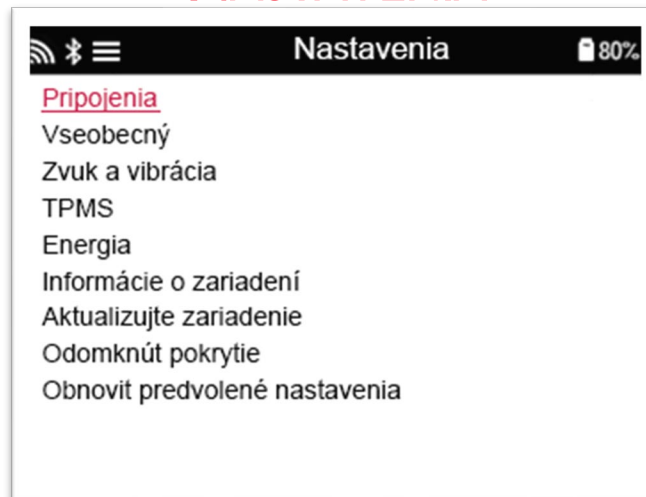 Nastavenia 80%
Pripojenia
Vseobecný
Zvuk a vibrácia
TPMS
Energia
Informácie o zariadení
Aktualizujte zariadenie
Odomknút pokrytie
Obnovit predvolené nastavenia